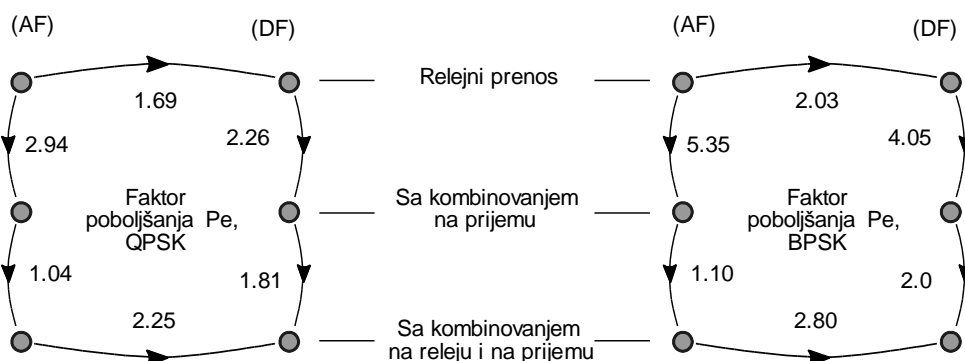 (AF)
(DF)
(AF)
(DF)
Relejni prenos
1.69
2.03
2.94
2.26
5.35
4.05
Faktor
poboljšanja Pe,
QPSK
Sa kombinovanjem
na prijemu
Faktor
poboljšanja Pe,
BPSK
1.04
1.81
1.10
2.0
2.25
2.80
Sa kombinovanjem
na releju i na prijemu